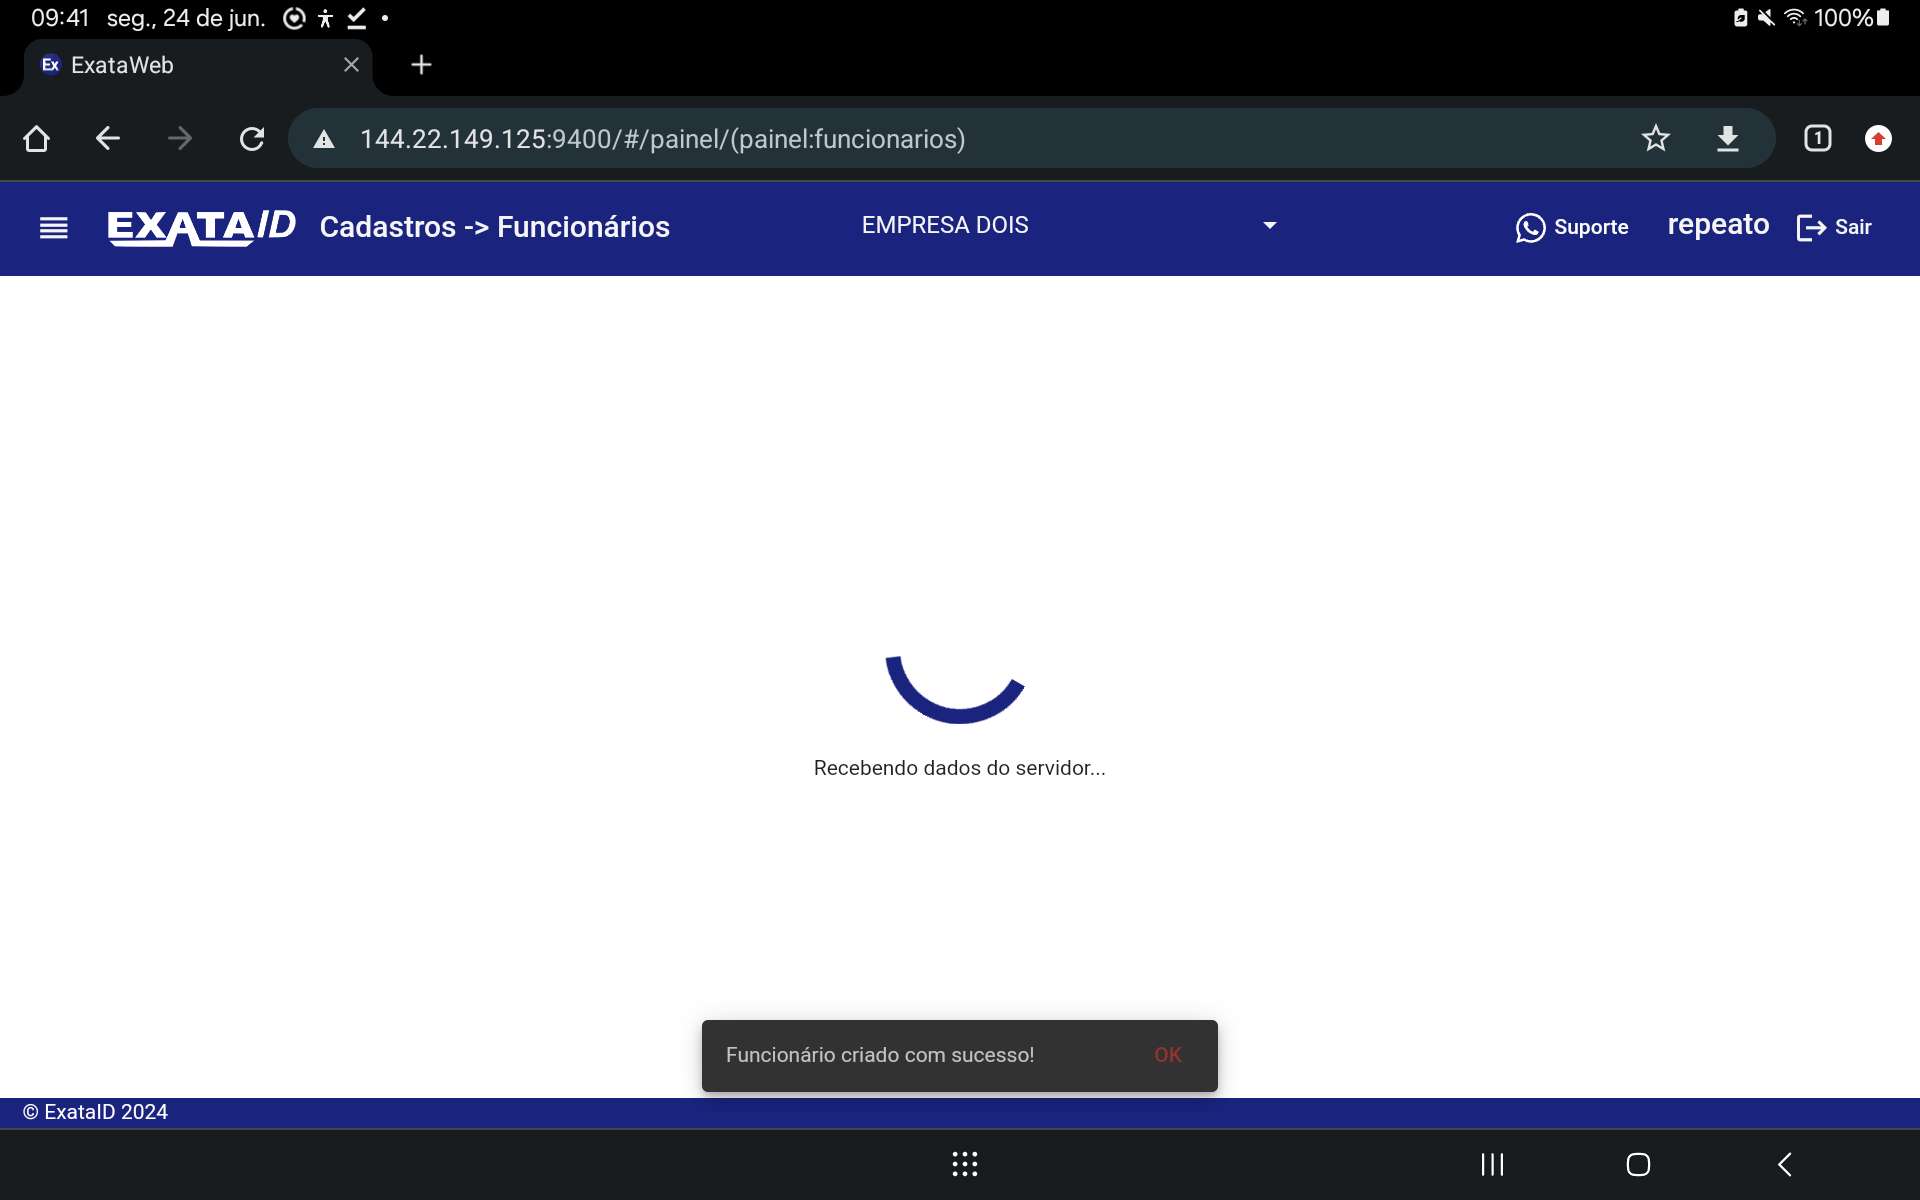 09:41 seg., 24 de jun.
100%
Ex ExataWeb
144.22.149.125:9400/#/painel/(painel:funcionarios)
1
EXATAID Cadastros -> Funcionários
EMPRESA DOIS
Suporte
repeato
Sair
Recebendo dados do servidor...
Funcionário criado com sucesso!
OK
© ExataID 2024